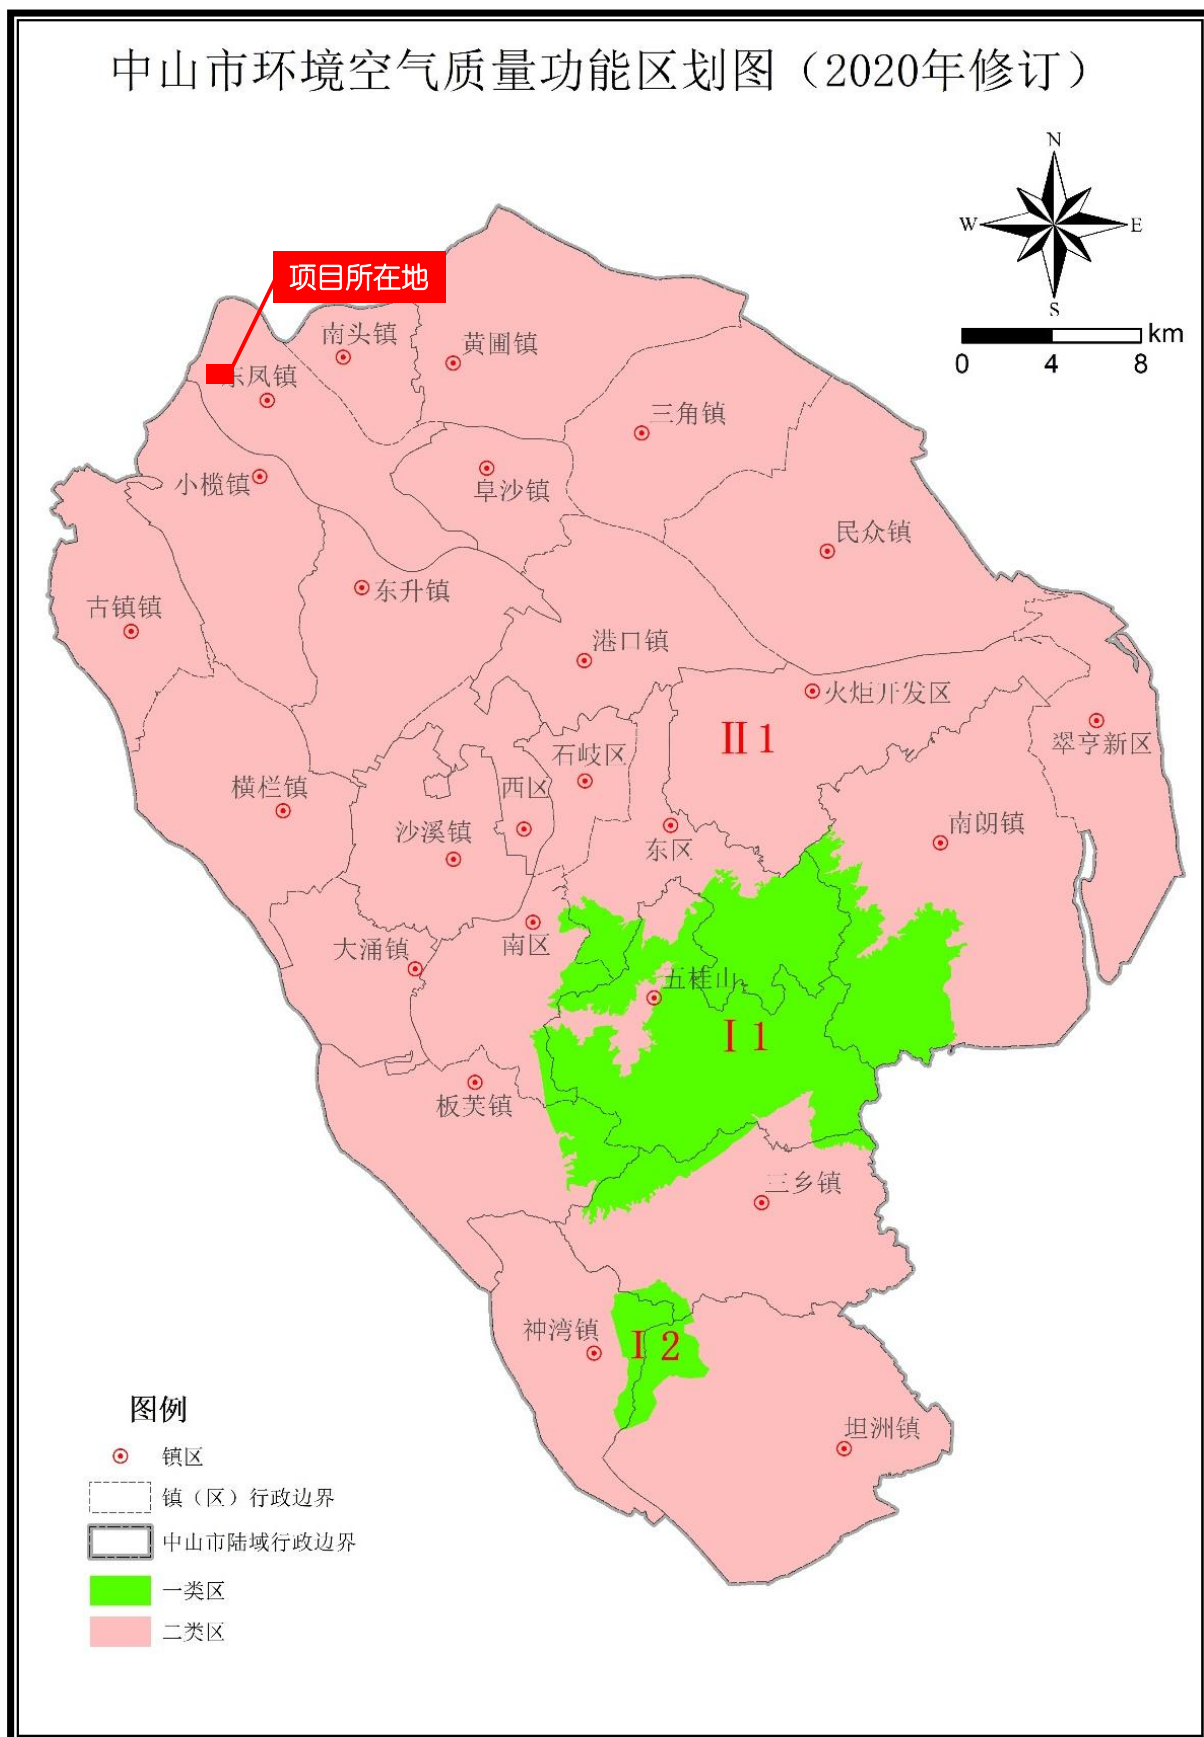 中山市环境空气质量功能区划图（2020年修订）
N
W
E
S
km
0 4 8
项目所在地
南头镇
黄圃镇
东凤镇
三角镇
小榄镇
阜沙镇
民众镇
东升镇
古镇镇
港口镇
火炬开发区
II 1
翠亨新区
石岐区
西区
横栏镇
沙溪镇
东区
南朗镇
南区
大涌镇
五桂山
I 1
板芙镇
三乡镇
神湾镇
I 2
坦洲镇
图例
镇区
镇（区）行政边界
中山市陆域行政边界
一类区
二类区